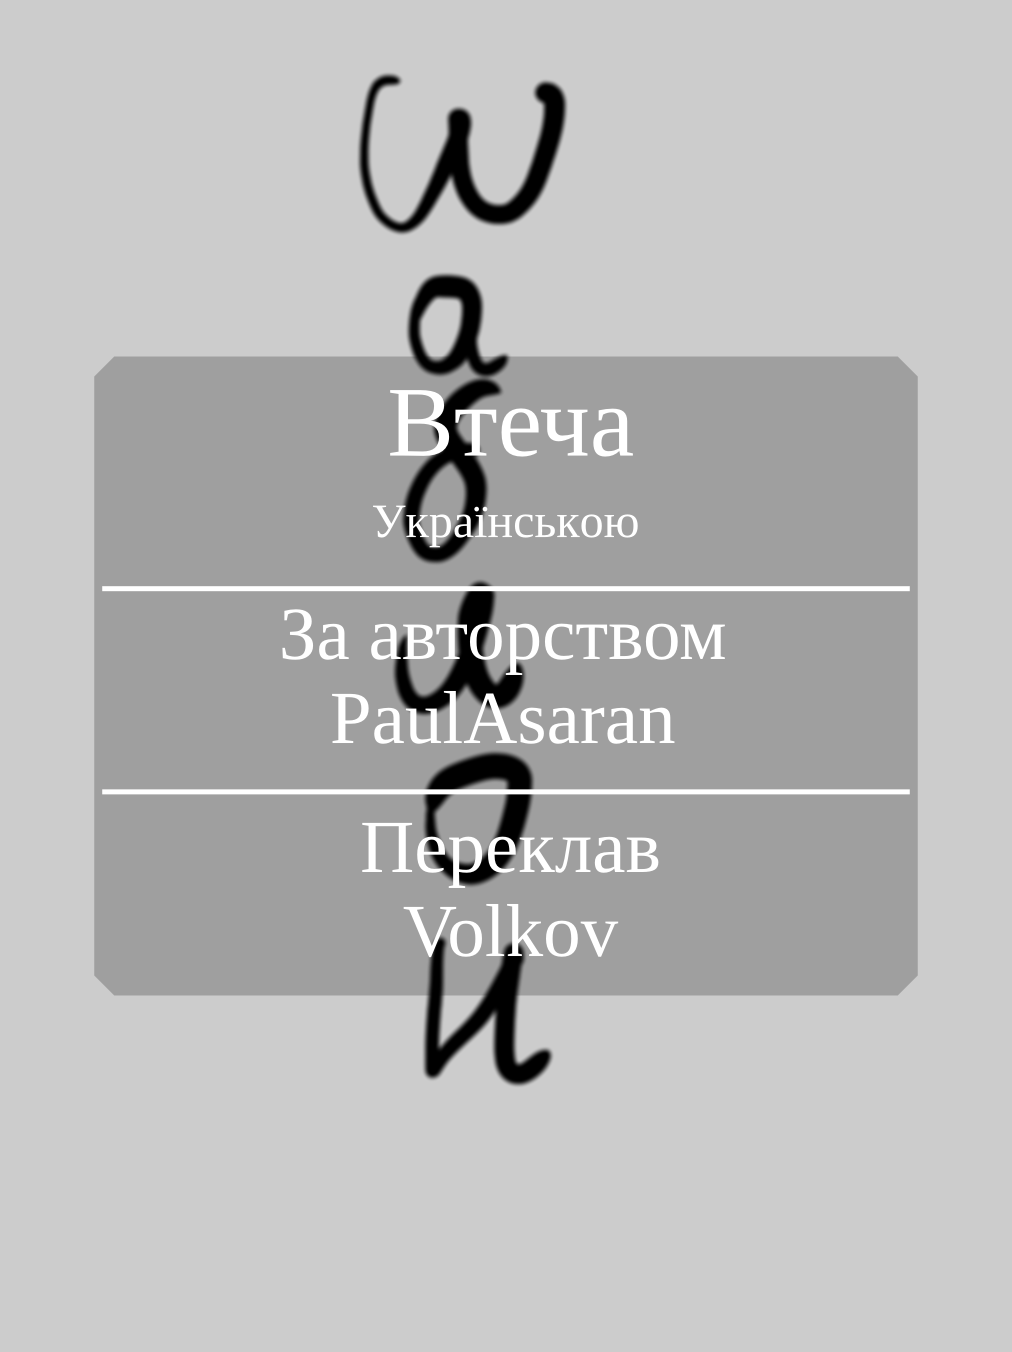 Втеча
Українською
За авторством
PaulAsaran
Переклав
Volkov